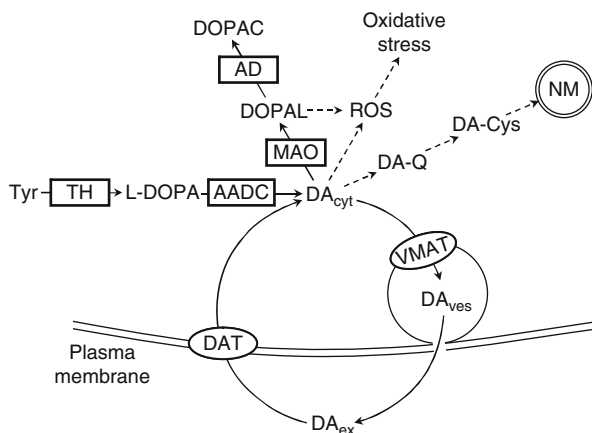 DOPAC
Oxidative
stress
AD
DOPAL
ROS
NM
DA-Cys
MAO
DA-Q
Tyr
TH
L-DOPA
AADC
DAcyt
VMAT
DAves
DAT
Plasma
membrane
DAex